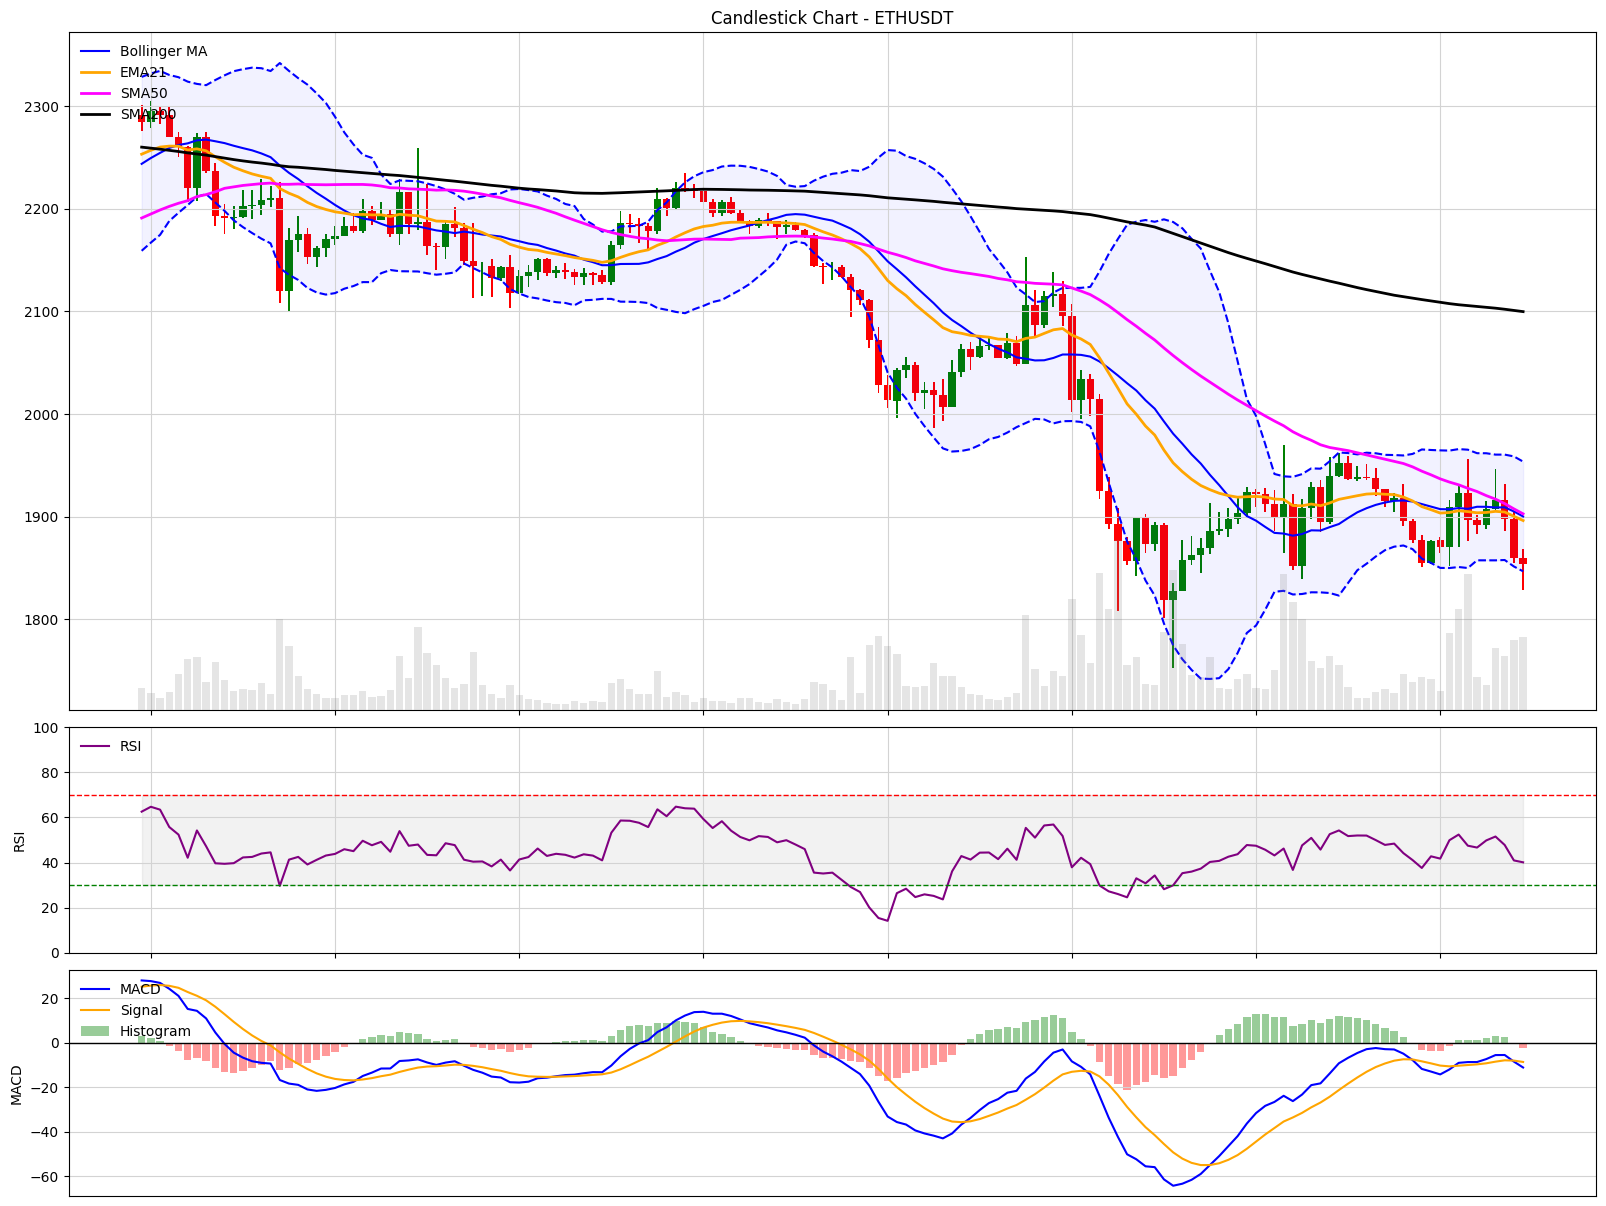 Candlestick Chart - ETHUSDT
Bollinger MA
EMA21
SMA50
SMA200
2300
2200
2100
2000
1900
1800
RSI
100
80
60
40
20
0
RSI
MACD
Signal
Histogram
20
0
−20
−40
−60
MACD